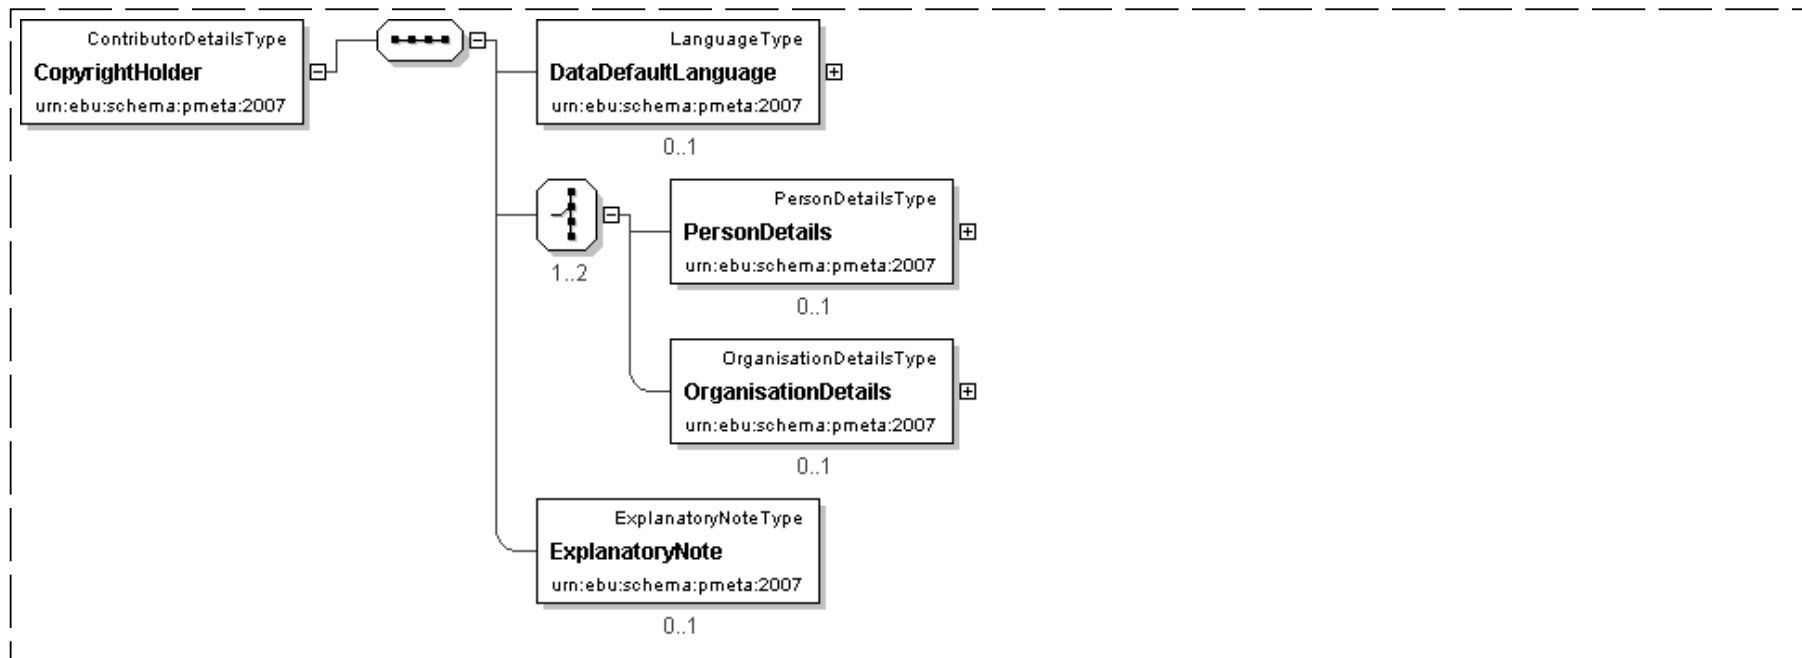 ContributorDetailsType
CopyrightHolder
urn:ebu:schema:pmeta:2007
LanguageType
DataDefaultLanguage
urn:ebu:schema:pmeta:2007
0..1
1..2
PersonDetailsType
PersonDetails
urn:ebu:schema:pmeta:2007
0..1
OrganisationDetailsType
OrganisationDetails
urn:ebu:schema:pmeta:2007
0..1
ExplanatoryNoteType
ExplanatoryNote
urn:ebu:schema:pmeta:2007
0..1